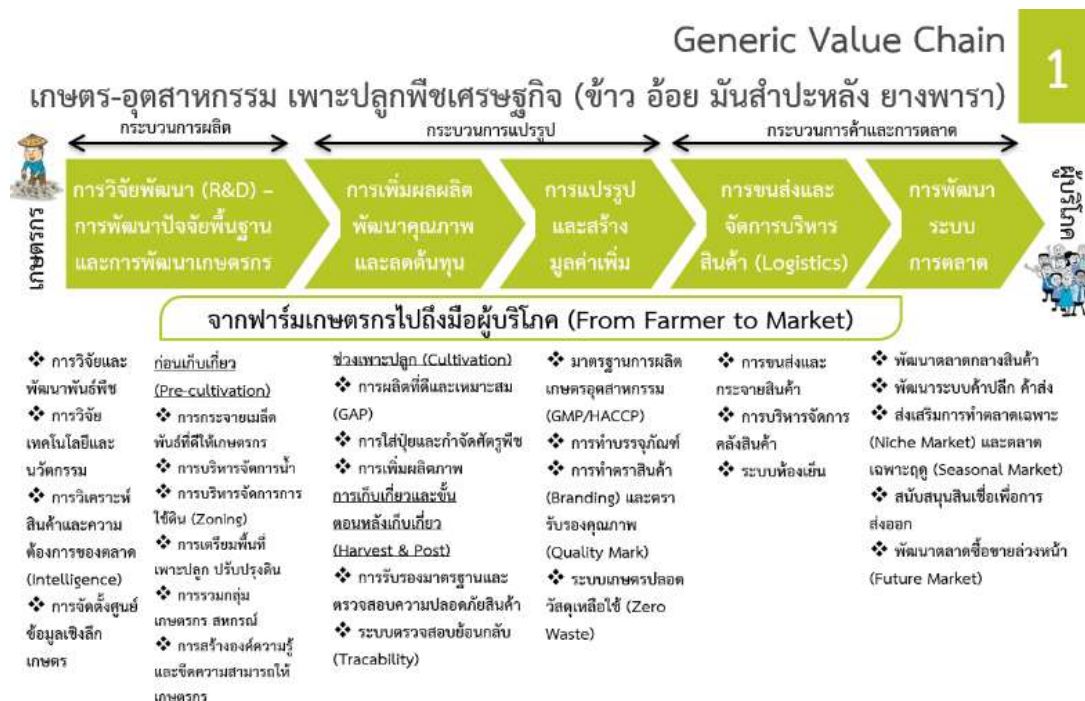 Generic Value Chain
1
เกษตร-อุตสาหกรรม เพาะปลูกพืชเศรษฐกิจ (ข้าว อ้อย มันสำปะหลัง ยางพารา)
กระบวนการผลิต
กระบวนการแปรรูป
กระบวนการค้าและการตลาด
เกษตรกร
การวิจัยพัฒนา (R&D) –
การพัฒนาปัจจัยพื้นฐาน
และการพัฒนาเกษตรกร
การเพิ่มผลผลิต
พัฒนาคุณภาพ
และลดต้นทุน
การแปรรูป
และสร้าง
มูลค่าเพิ่ม
การขนส่งและ
จัดการบริหาร
สินค้า (Logistics)
การพัฒนา
ระบบ
การตลาด
ผู้บริโภค
จากฟาร์มเกษตรกรไปถึงมือผู้บริโภค (From Farmer to Market)
❖ การวิจัยและ
พัฒนาพันธ์พืช
❖ การวิจัย
เทคโนโลยีและ
นวัตกรรม
❖ การวิเคราะห์
สินค้าและความ
ต้องการของตลาด
(Intelligence)
❖ การจัดตั้งศูนย์
ข้อมูลเชิงลึก
เกษตร
ก่อนเก็บเกี่ยว
(Pre-cultivation)
❖ การกระจายเมล็ด
พันธ์ที่ดีให้เกษตรกร
❖ การบริหารจัดการน้ำ
❖ การบริหารจัดการการ
ใช้ดิน (Zoning)
❖ การเตรียมพื้นที่
เพาะปลูก ปรับปรุงดิน
❖ การรวมกลุ่ม
เกษตรกร สหกรณ์
❖ การสร้างองค์ความรู้
และขีดความสามารถให้
เกษตรกร
ช่วงเพาะปลูก (Cultivation)
❖ การผลิตที่ดีและเหมาะสม
(GAP)
❖ การใส่ปุ๋ยและกำจัดศัตรูพืช
❖ การเพิ่มผลิตภาพ
การเก็บเกี่ยวและขั้น
ตอนหลังเก็บเกี่ยว
(Harvest & Post)
❖ การรับรองมาตรฐานและ
ตรวจสอบความปลอดภัยสินค้า
❖ ระบบตรวจสอบย้อนกลับ
(Tracability)
❖ มาตรฐานการผลิต
เกษตรอุตสาหกรรม
(GMP/HACCP)
❖ การทำบรรจุภัณฑ์
❖ การทำตราสินค้า
(Branding) และตรา
รับรองคุณภาพ
(Quality Mark)
❖ ระบบเกษตรปลอด
วัสดุเหลือใช้ (Zero
Waste)
❖ การขนส่งและ
กระจายสินค้า
❖ การบริหารจัดการ
คลังสินค้า
❖ ระบบห้องเย็น
❖ พัฒนาตลาดกลางสินค้า
❖ พัฒนาระบบค้าปลีก ค้าส่ง
❖ ส่งเสริมการทำตลาดเฉพาะ
(Niche Market) และตลาด
เฉพาะฤดู (Seasonal Market)
❖ สนับสนุนสินเชื่อเพื่อการ
ส่งออก
❖ พัฒนาตลาดซื้อขายล่วงหน้า
(Future Market)